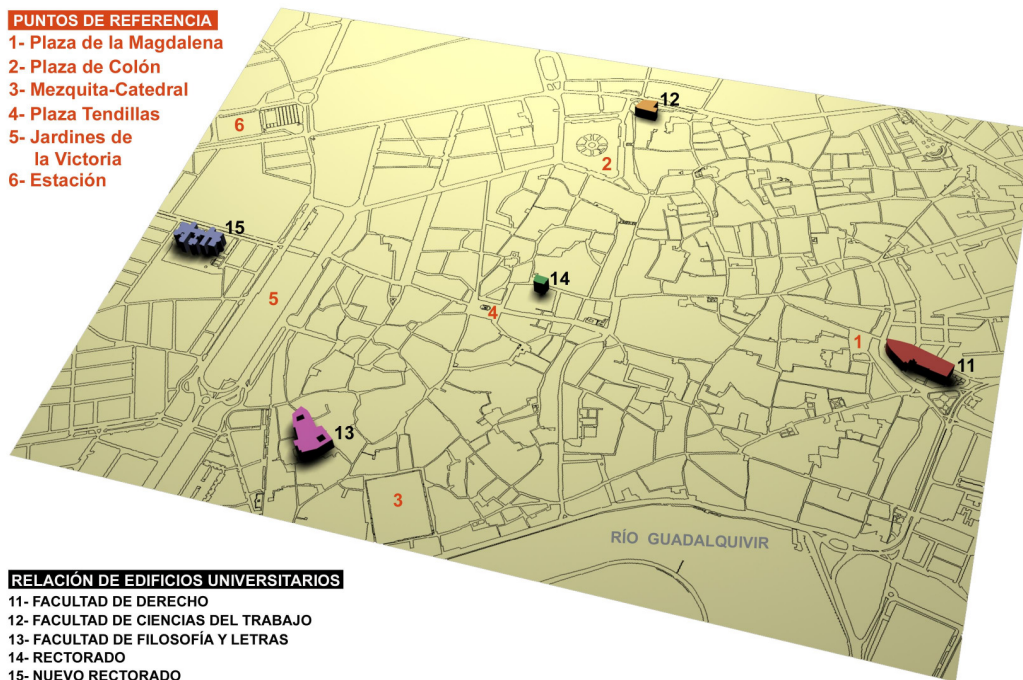 PUNTOS DE REFERENCIA
1- Plaza de la Magdalena
2- Plaza de Colón
3- Mezquita-Catedral
4- Plaza Tendillas
5- Jardines de
la Victoria
6- Estación
12
6
2
15
14
5
4
1
11
13
3
RÍO GUADALQUIVIR
RELACIÓN DE EDIFICIOS UNIVERSITARIOS
11- FACULTAD DE DERECHO
12- FACULTAD DE CIENCIAS DEL TRABAJO
13- FACULTAD DE FILOSOFÍA Y LETRAS
14- RECTORADO
15- NUEVO RECTORADO